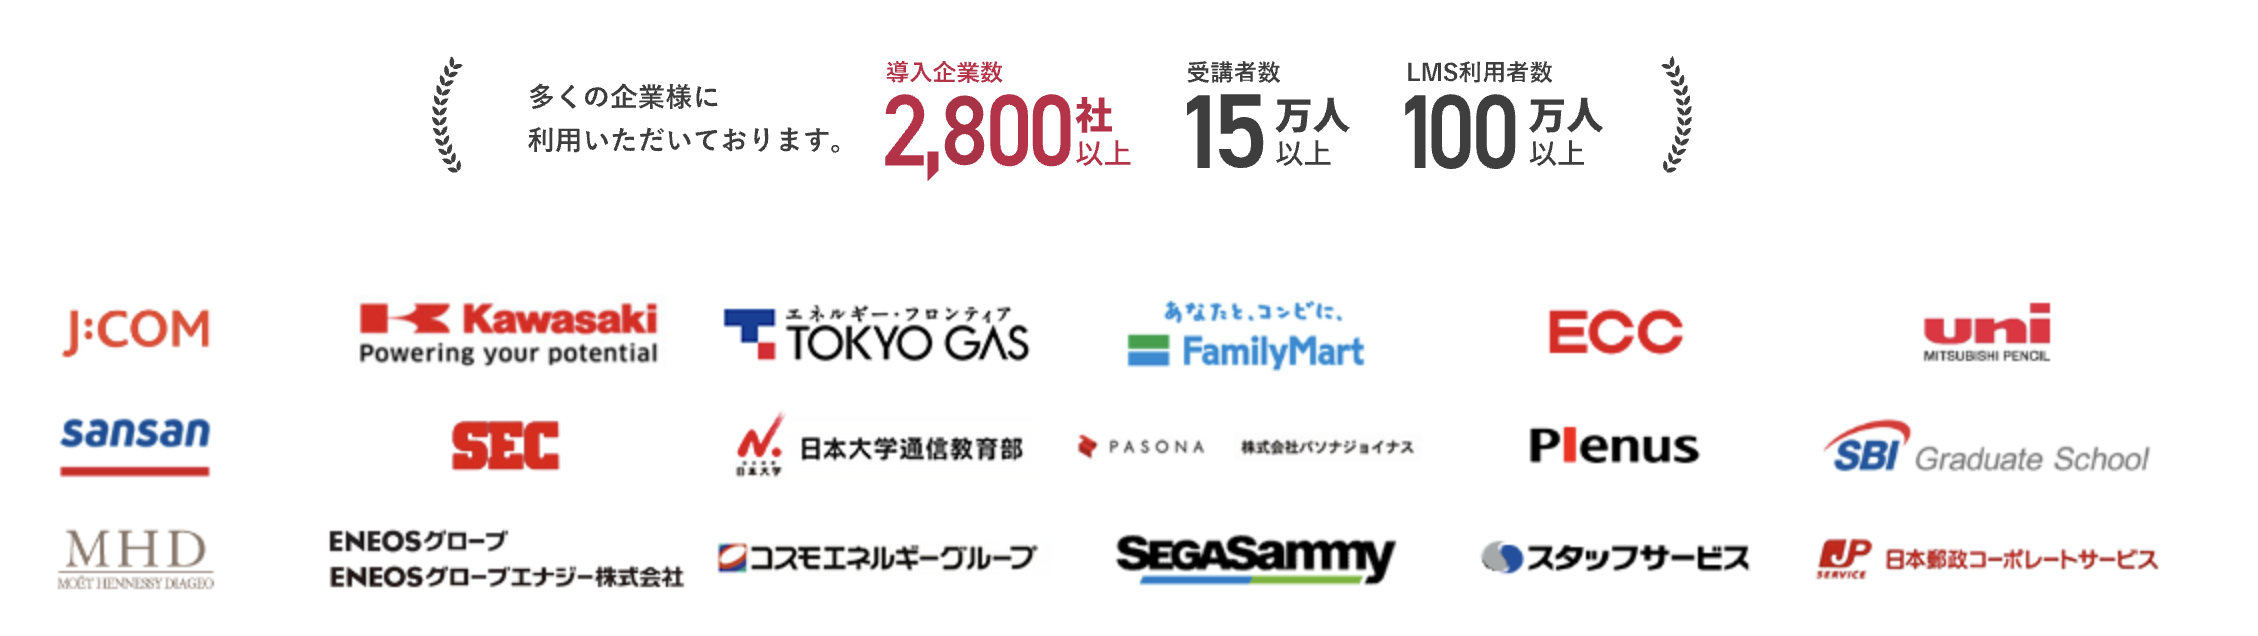 多くの企業様に
利用いただいております。
導入企業数
2,800社以上
受講者数
15万人以上
LMS利用者数
100万人以上
J:COM
Kawasaki
Powering your potential
エネルギー・フロンティア
TOKYO GAS
あなたと、コンビに、
FamilyMart
ECC
uni
MITSUBISHI PENCIL
sansan
SEC
N.
日本大学
日本大学通信教育部
PASONA 株式会社パソナジョイナス
Plenus
SBI Graduate School
MHD
MOËT HENNESSY DIAGEO
ENEOSグローブ
ENEOSグローブエナジー株式会社
コスモエネルギーグループ
SEGASammy
スタッフサービス
JP
SERVICE
日本郵政コーポレートサービス